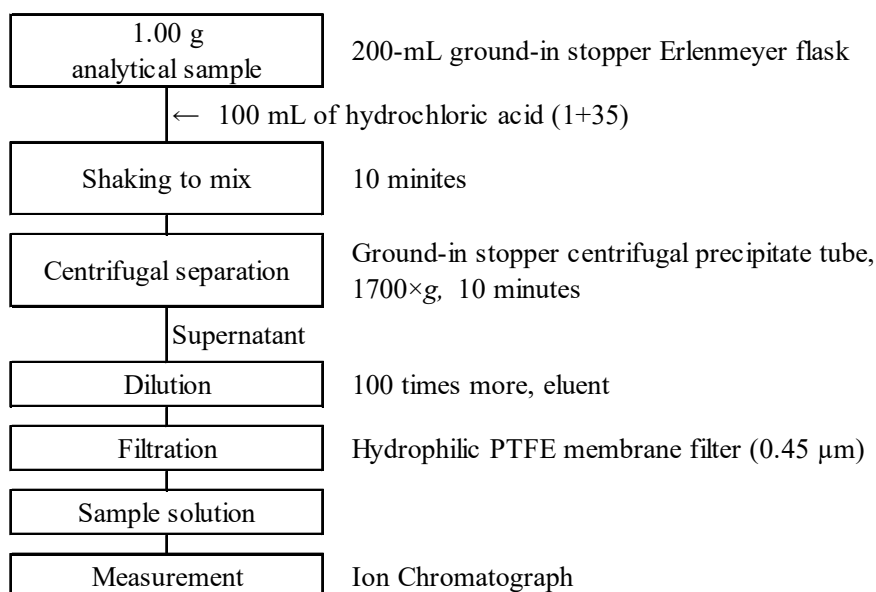 1.00 g
analytical sample
200-mL ground-in stopper Erlenmeyer flask
← 100 mL of hydrochloric acid (1+35)
Shaking to mix
10 minites
Centrifugal separation
Ground-in stopper centrifugal precipitate tube,
1700×g, 10 minutes
Supernatant
Dilution
100 times more, eluent
Filtration
Hydrophilic PTFE membrane filter (0.45 µm)
Sample solution
Measurement
Ion Chromatograph